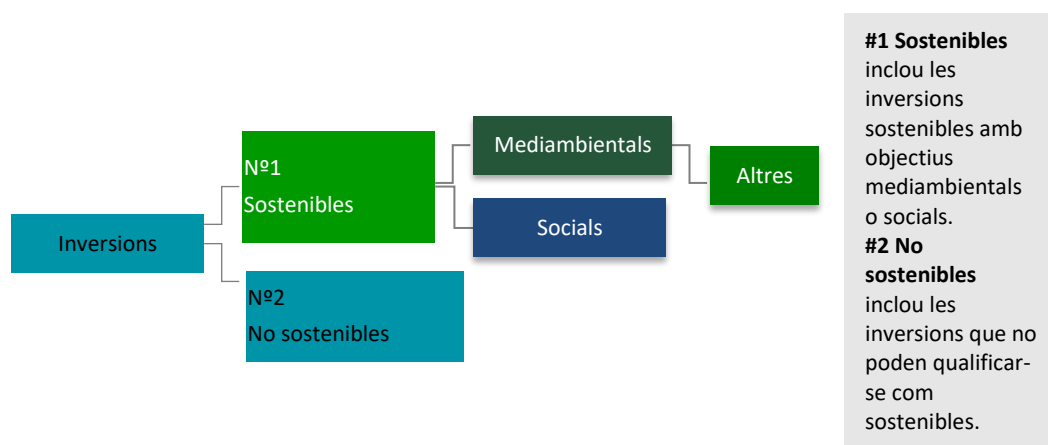 Inversions
Nº1
Sostenibles
Nº2
No sostenibles
Mediambientals
Socials
Altres
#1 Sostenibles
inclou les
inversions
sostenibles amb
objectius
mediambientals
o socials.
#2 No
sostenibles
inclou les
inversions que no
poden qualificar-
se com
sostenibles.